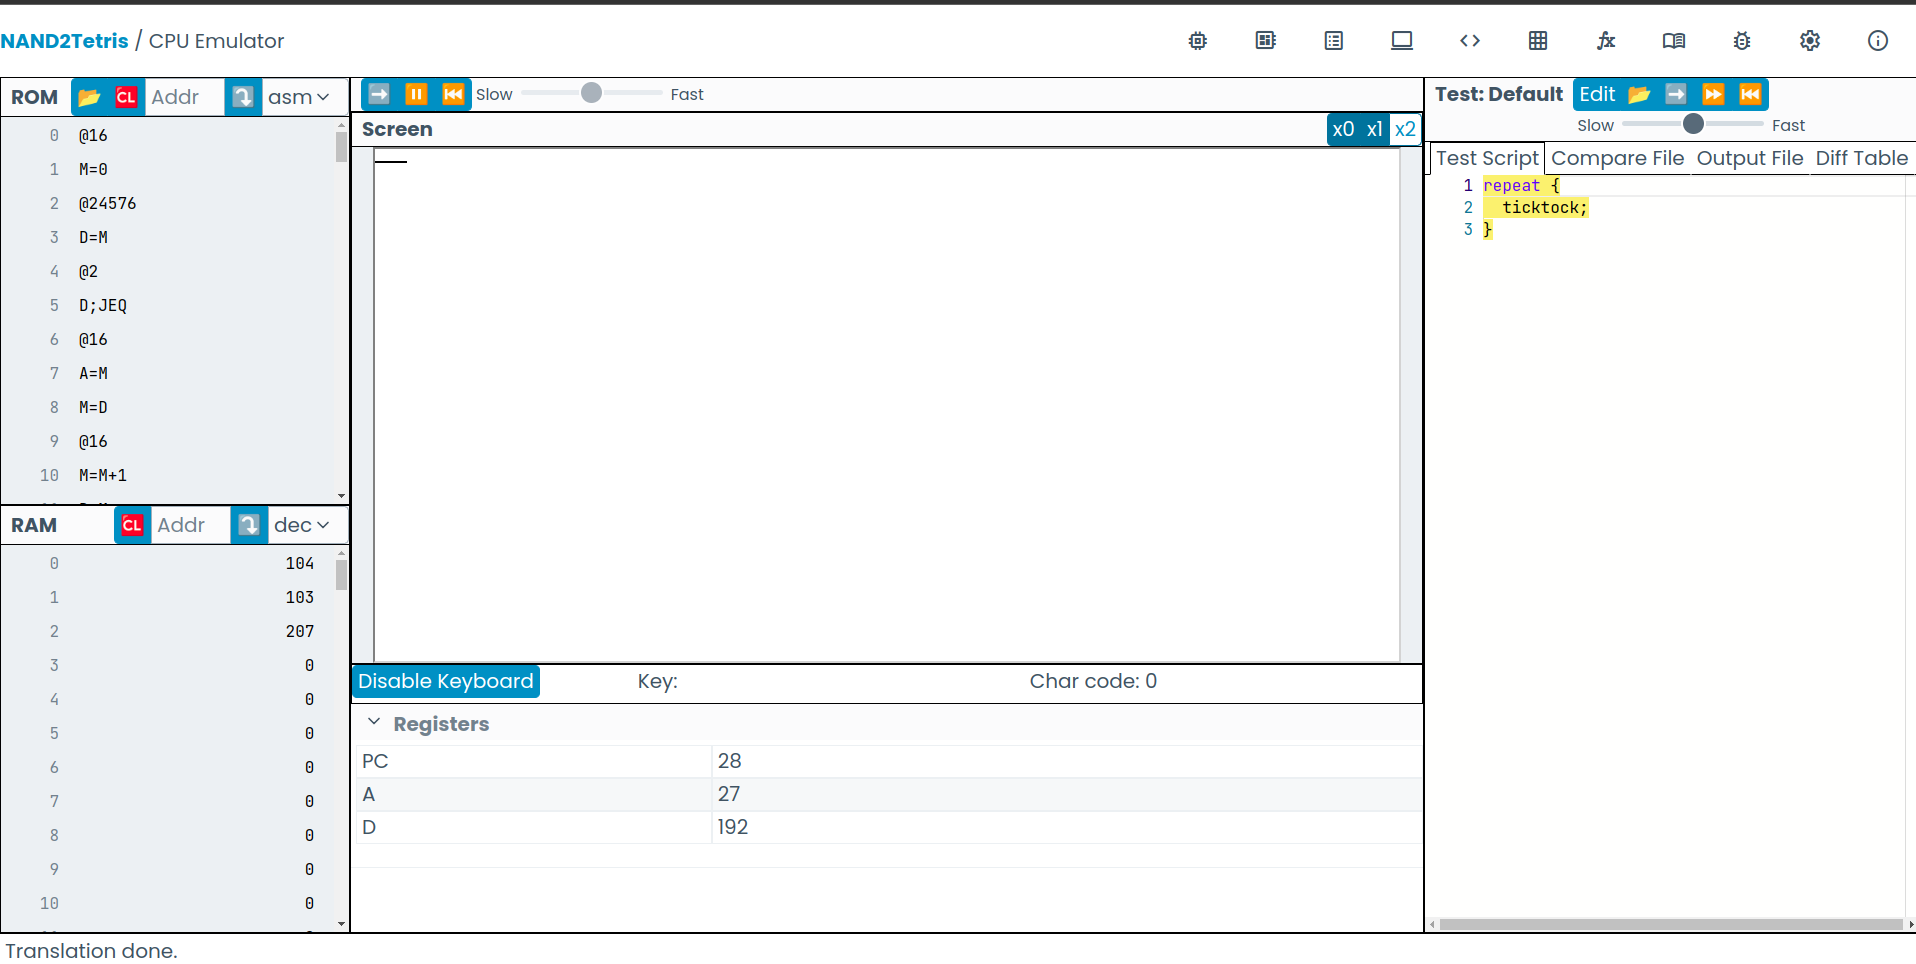 NAND2Tetris / CPU Emulator
ROM CL Addr asm
0 @16
1 M=0
2 @24576
3 D=M
4 @2
5 D;JEQ
6 @16
7 A=M
8 M=D
9 @16
10 M=M+1
RAM CL Addr dec
0 104
1 103
2 207
3 0
4 0
5 0
6 0
7 0
8 0
9 0
10 0
Slow Fast
Screen x0 x1 x2
Disable Keyboard Key: Char code: 0
Registers
PC 28
A 27
D 192
Test: Default Edit
Slow Fast
Test Script Compare File Output File Diff Table
1 repeat {
2 ticktock;
3 }
Translation done.